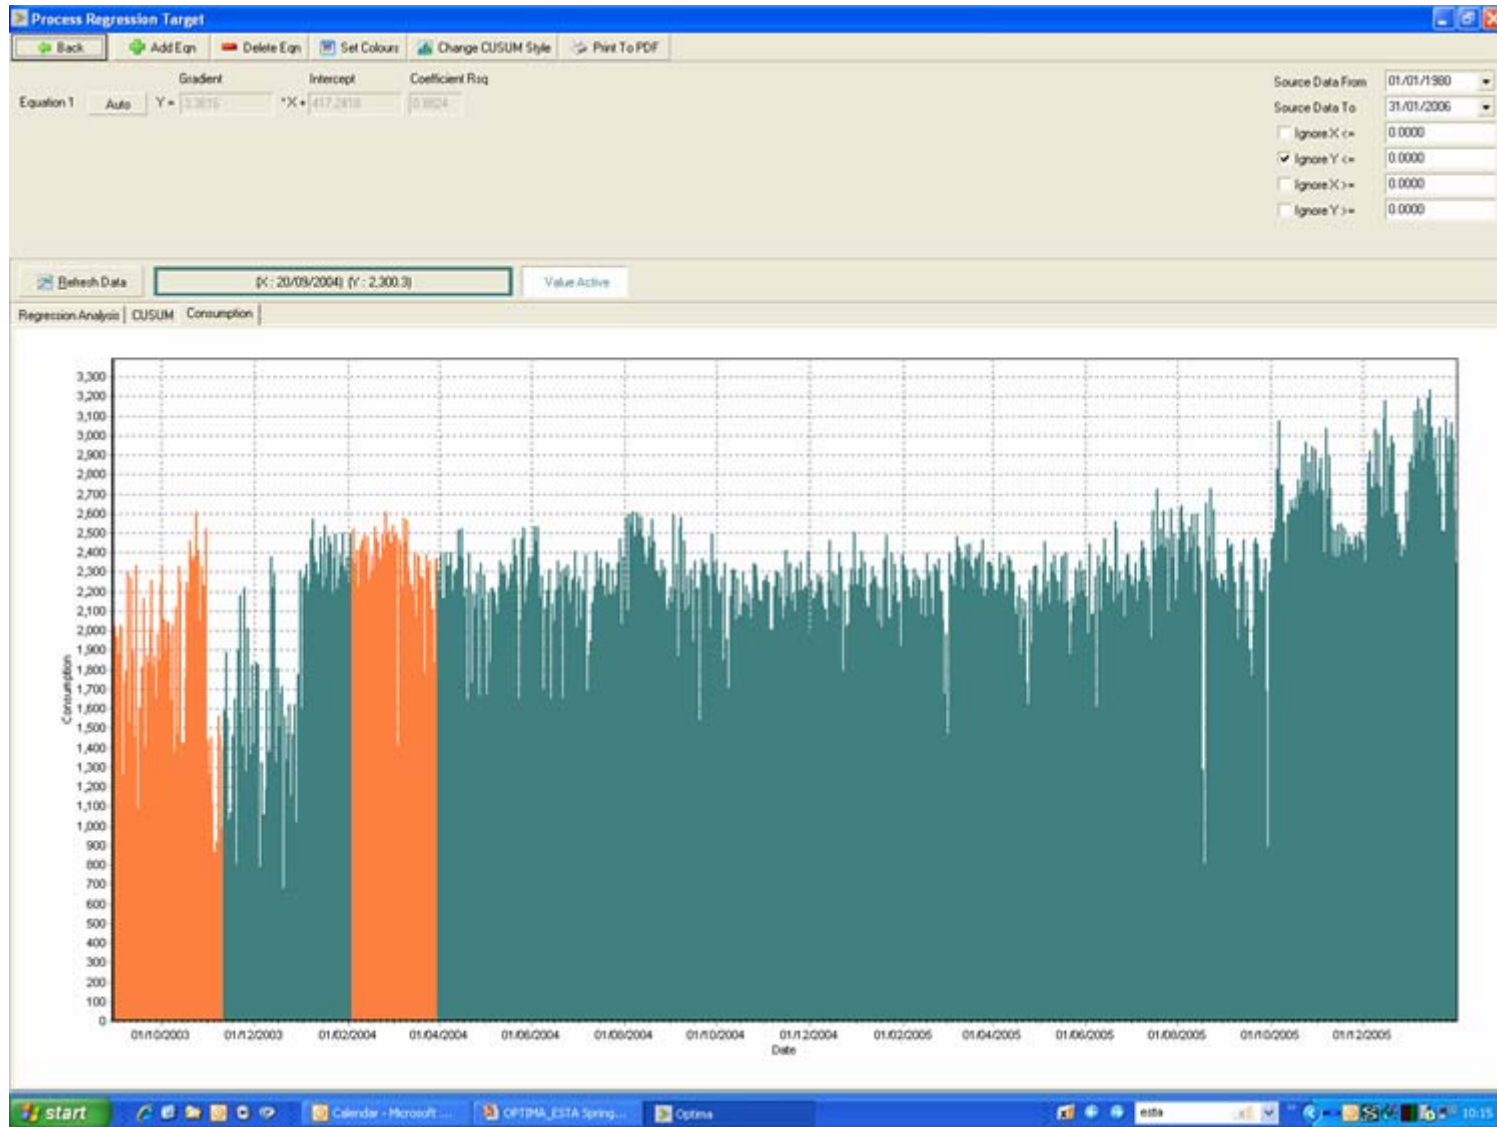 Process Regression Target
Back Add Eqn Delete Eqn Set Colours Change CUSUM Style Print To PDF
Gradient Intercept Coefficient Rsq
Equation 1 Auto Y = *X + 417.2418
Source Data From 01/01/1980
Source Data To 31/01/2006
Ignore X <= 0.0000
Ignore Y <= 0.0000
Ignore X >= 0.0000
Ignore Y >= 0.0000
Refresh Data (X : 20/09/2004) (Y : 2,300.3) Value Active
Regression Analysis CUSUM Consumption
3,300
3,200
3,100
3,000
2,900
2,800
2,700
2,600
2,500
2,400
2,300
2,200
2,100
2,000
1,900
1,800
1,700
1,600
1,500
1,400
1,300
1,200
1,100
1,000
900
800
700
600
500
400
300
200
100
0
Consumption
01/10/2003 01/12/2003 01/02/2004 01/04/2004 01/06/2004 01/08/2004 01/10/2004 01/12/2004 01/02/2005 01/04/2005 01/06/2005 01/08/2005 01/10/2005 01/12/2005
Date
start Calendar - Microsoft ... OPTIMA_ESTA Spring... Optima esta 10:15